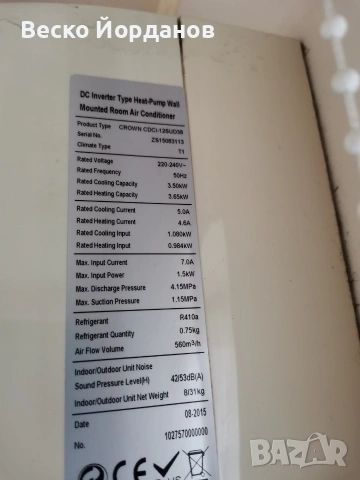 Веско Йорданов
DC Inverter Type Heat-Pump Wall
Mounted Room Air Conditioner
Product Type CROWN CDCI-12SUD36
Serial No. ZS15083113
Climate Type T1
Rated Voltage 220-240V~
Rated Frequency 50Hz
Rated Cooling Capacity 3.50kW
Rated Heating Capacity 3.65kW
Rated Cooling Current 5.0A
Rated Heating Current 4.6A
Rated Cooling Input 1.080kW
Rated Heating Input 0.984kW
Max. Input Current 7.0A
Max. Input Power 1.5kW
Max. Discharge Pressure 4.15MPa
Max. Suction Pressure 1.15MPa
Refrigerant R410a
Refrigerant Quantity 0.75kg
Air Flow Volume 560m³/h
Indoor/Outdoor Unit Noise
Sound Pressure Level(H) 42/53dB(A)
Indoor/Outdoor Unit Net Weight 8/31kg
Date 08-2015
No. 1027570000000
CE
BAZAR